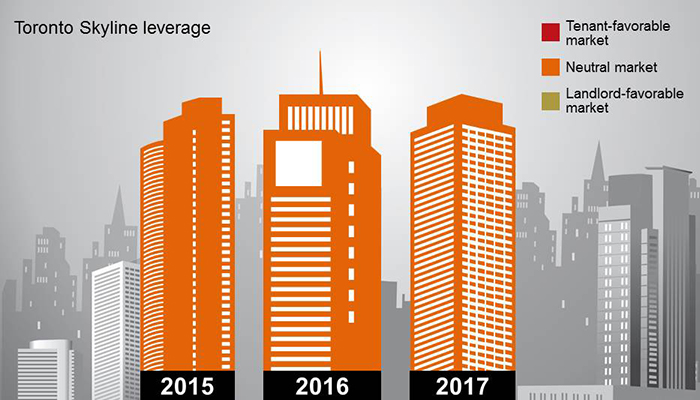 Toronto Skyline leverage
Tenant-favorable
market
Neutral market
Landlord-favorable
market
2015
2016
2017